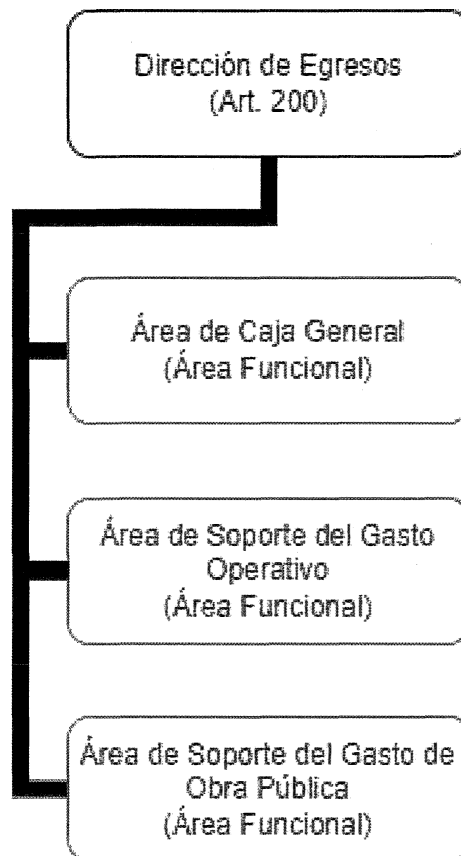 Dirección de Egresos
(Art. 200)
Área de Caja General
(Área Funcional)
Área de Soporte del Gasto
Operativo
(Área Funcional)
Área de Soporte del Gasto de
Obra Pública
(Área Funcional)